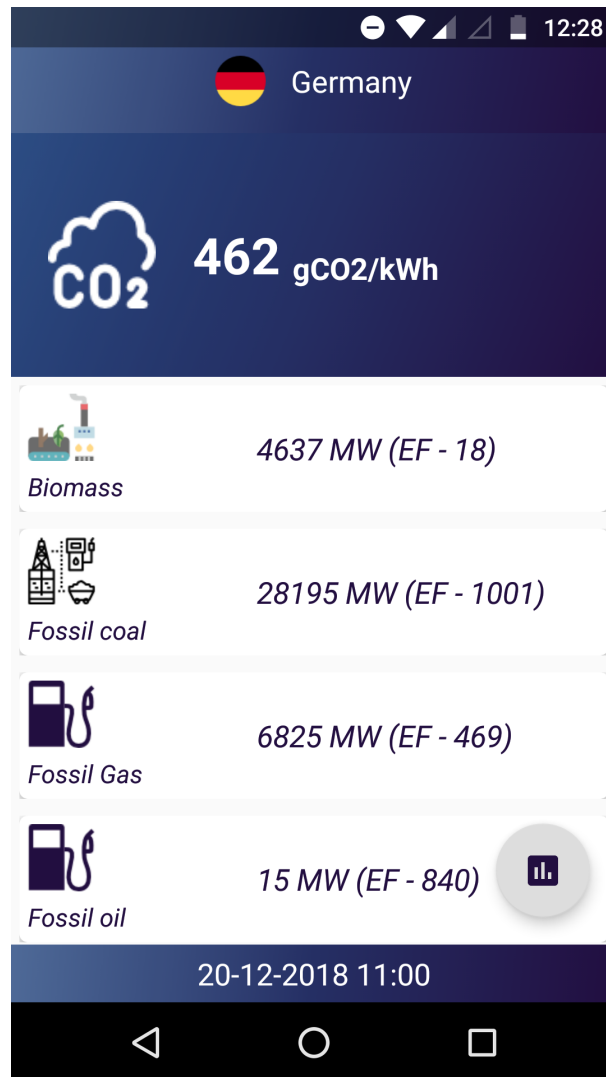 12:28
Germany
CO2
462 gCO2/kWh
4637 MW (EF - 18)
Biomass
28195 MW (EF - 1001)
Fossil coal
6825 MW (EF - 469)
Fossil Gas
15 MW (EF - 840)
Fossil oil
20-12-2018 11:00